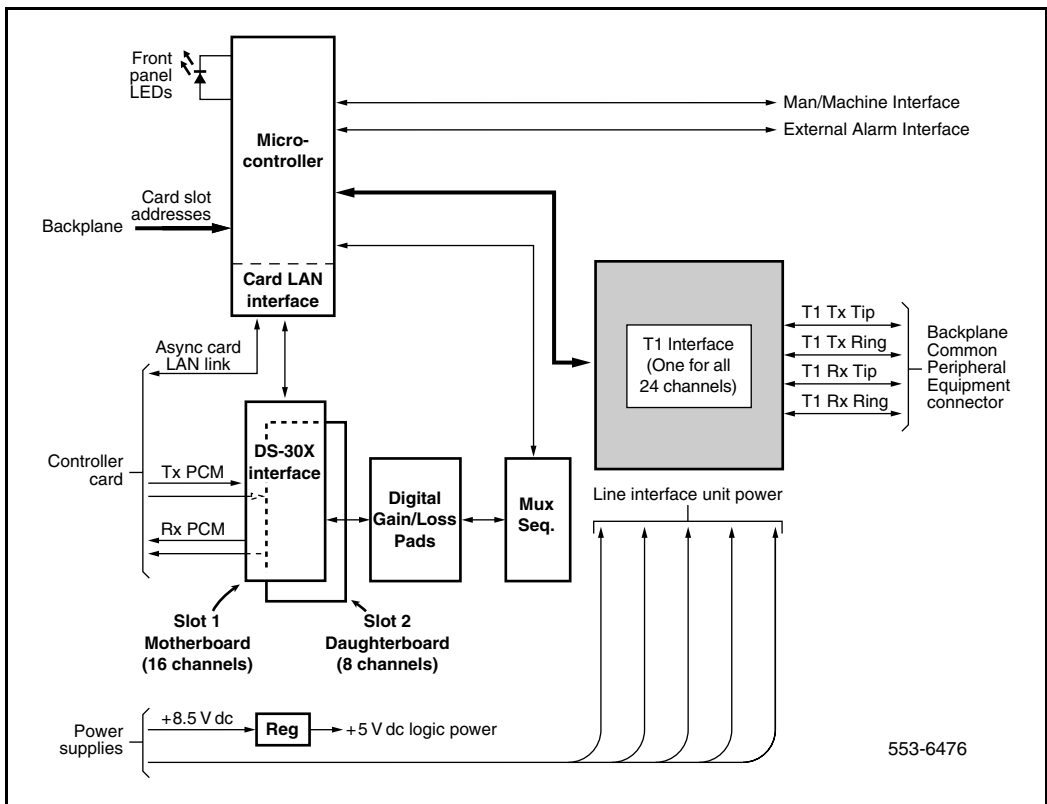 Front
panel
LEDs
Micro-
controller
Man/Machine Interface
External Alarm Interface
Card slot
addresses
Backplane
Card LAN
interface
Async card
LAN link
T1 Interface
(One for all
24 channels)
T1 Tx Tip
T1 Tx Ring
T1 Rx Tip
T1 Rx Ring
Backplane
Common
Peripheral
Equipment
connector
Controller
card
Tx PCM
Rx PCM
DS-30X
interface
Digital
Gain/Loss
Pads
Mux
Seq.
Line interface unit power
Slot 1
Motherboard
(16 channels)
Slot 2
Daughterboard
(8 channels)
Power
supplies
+8.5 V dc
Reg
+5 V dc logic power
553-6476